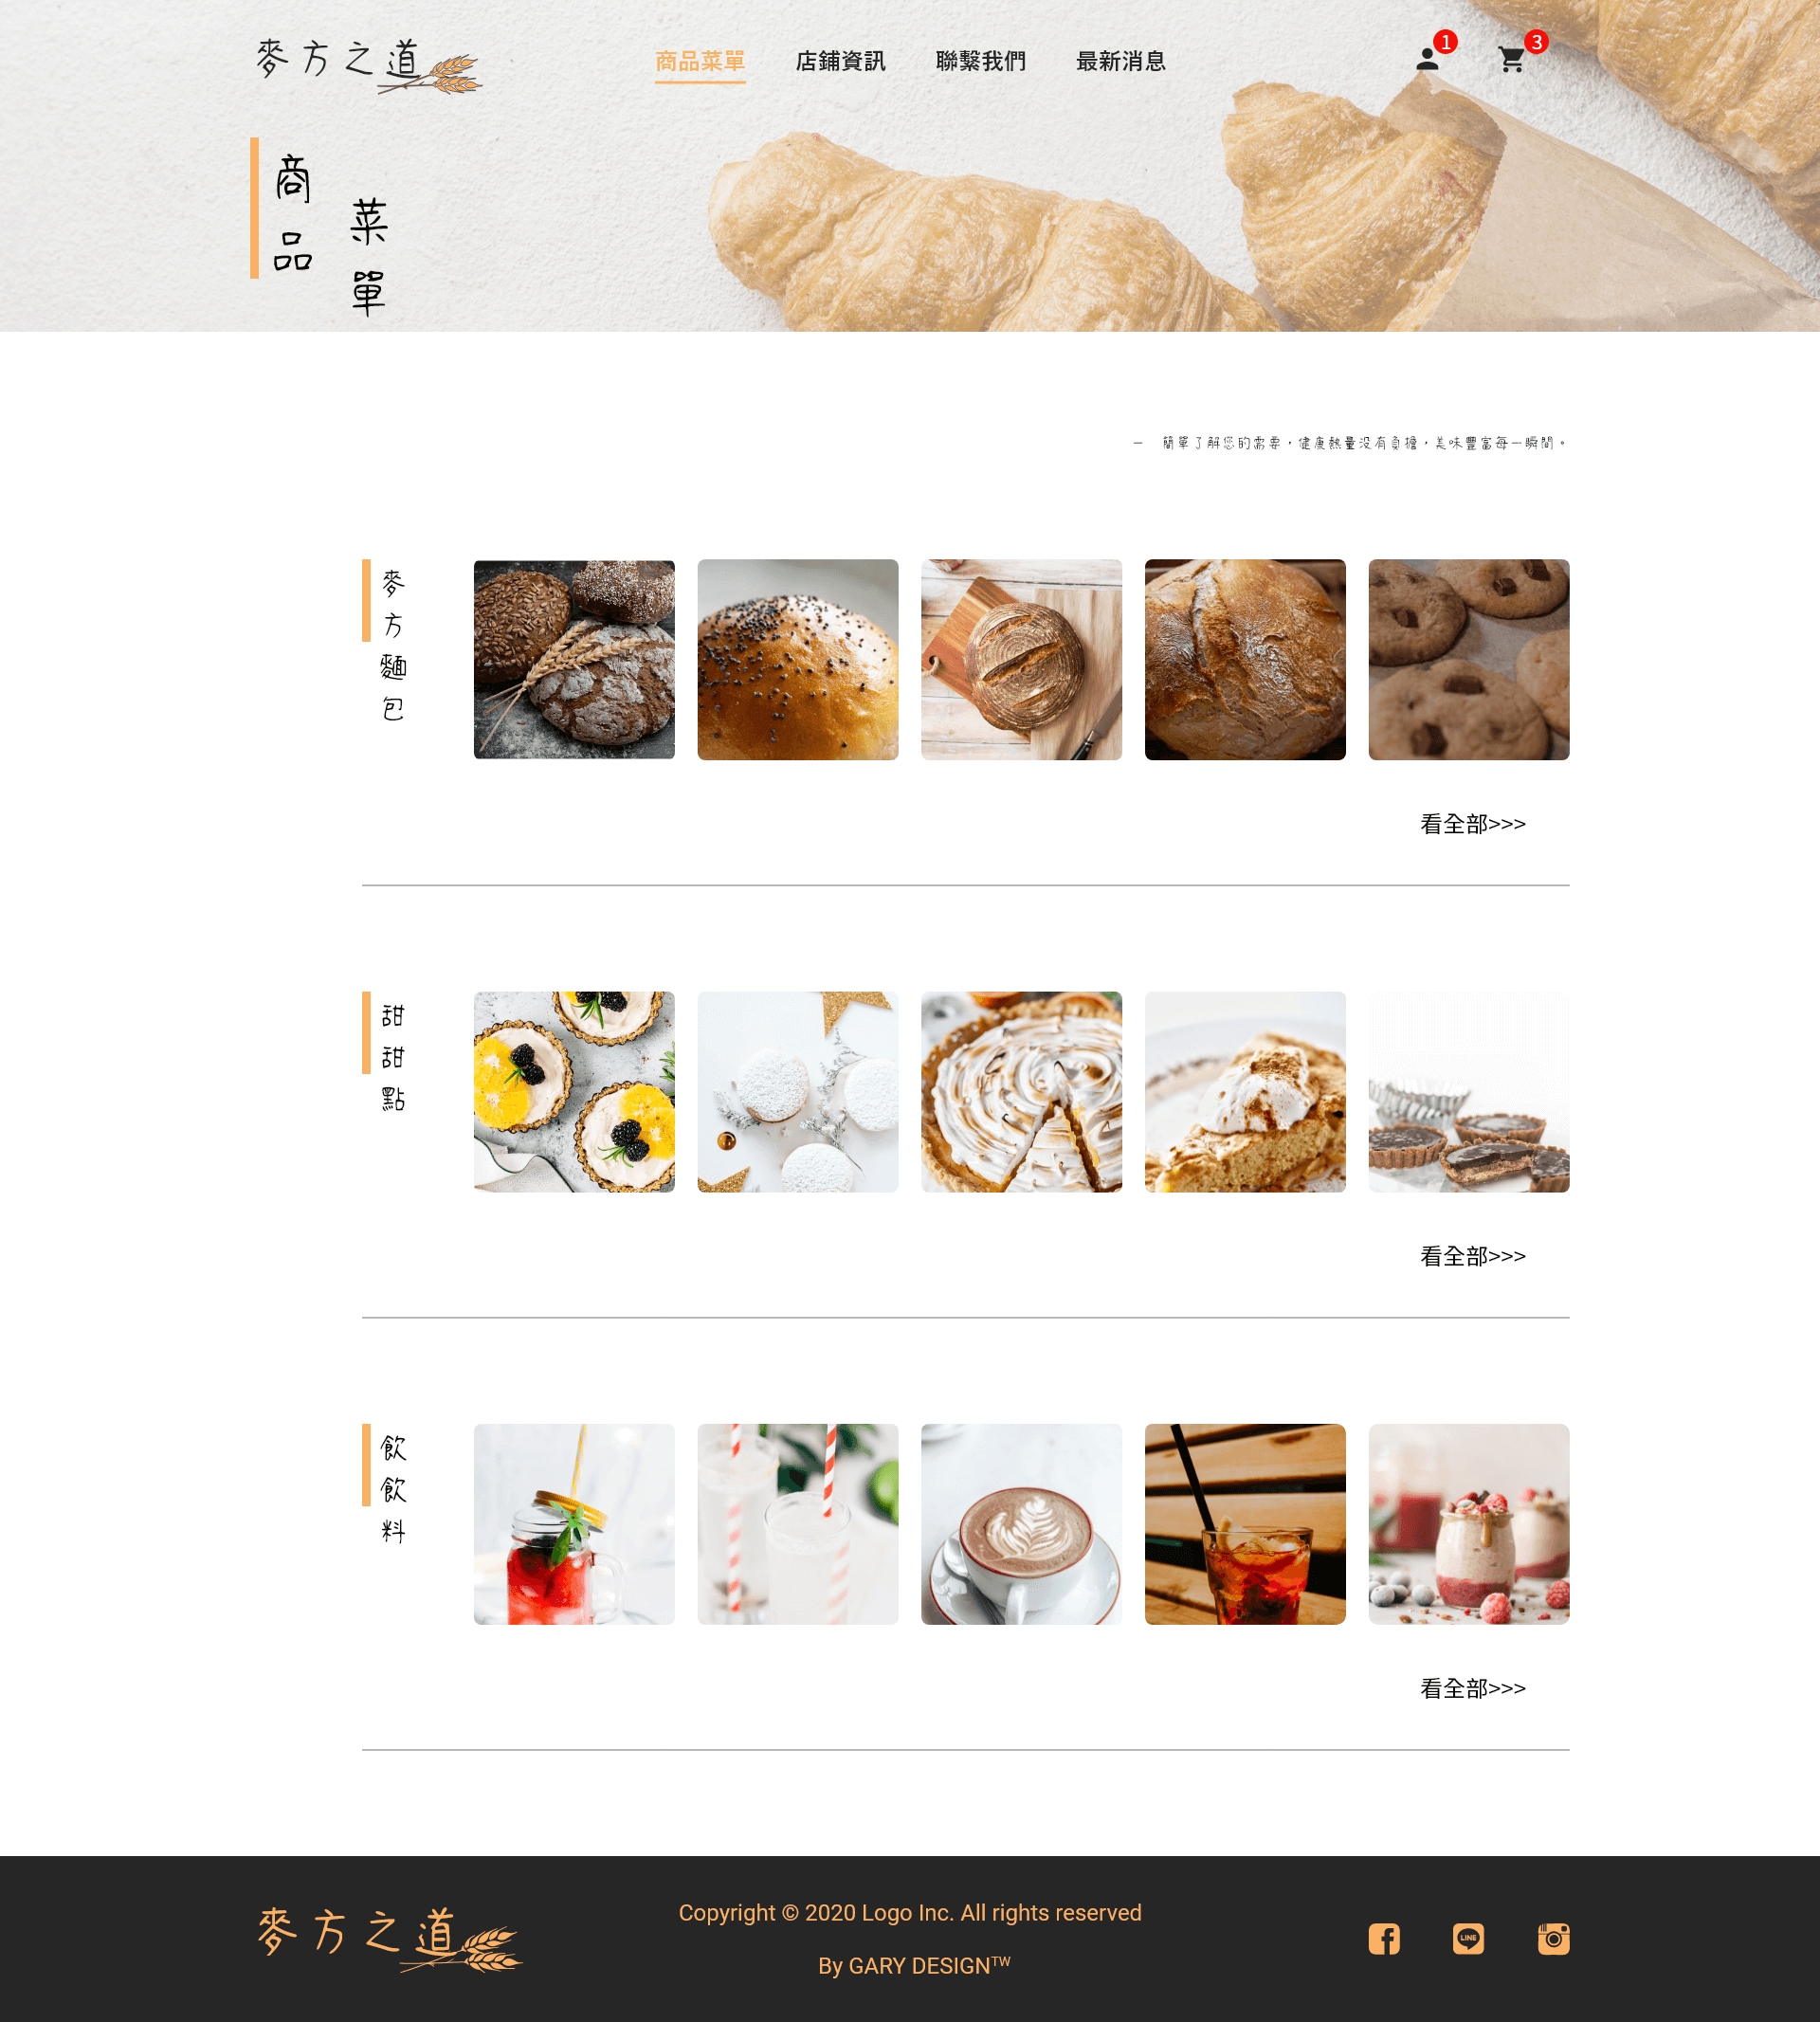 麥方之道
商品菜單
店鋪資訊
聯繫我們
最新消息
1
3
商品
菜單
— 簡單了解您的需要，健康熱量沒有負擔，美味豐富每一瞬間。
麥方麵包
看全部>>>
甜甜點
看全部>>>
飲飲料
看全部>>>
麥方之道
Copyright © 2020 Logo Inc. All rights reserved
By GARY DESIGN™TW
LINE